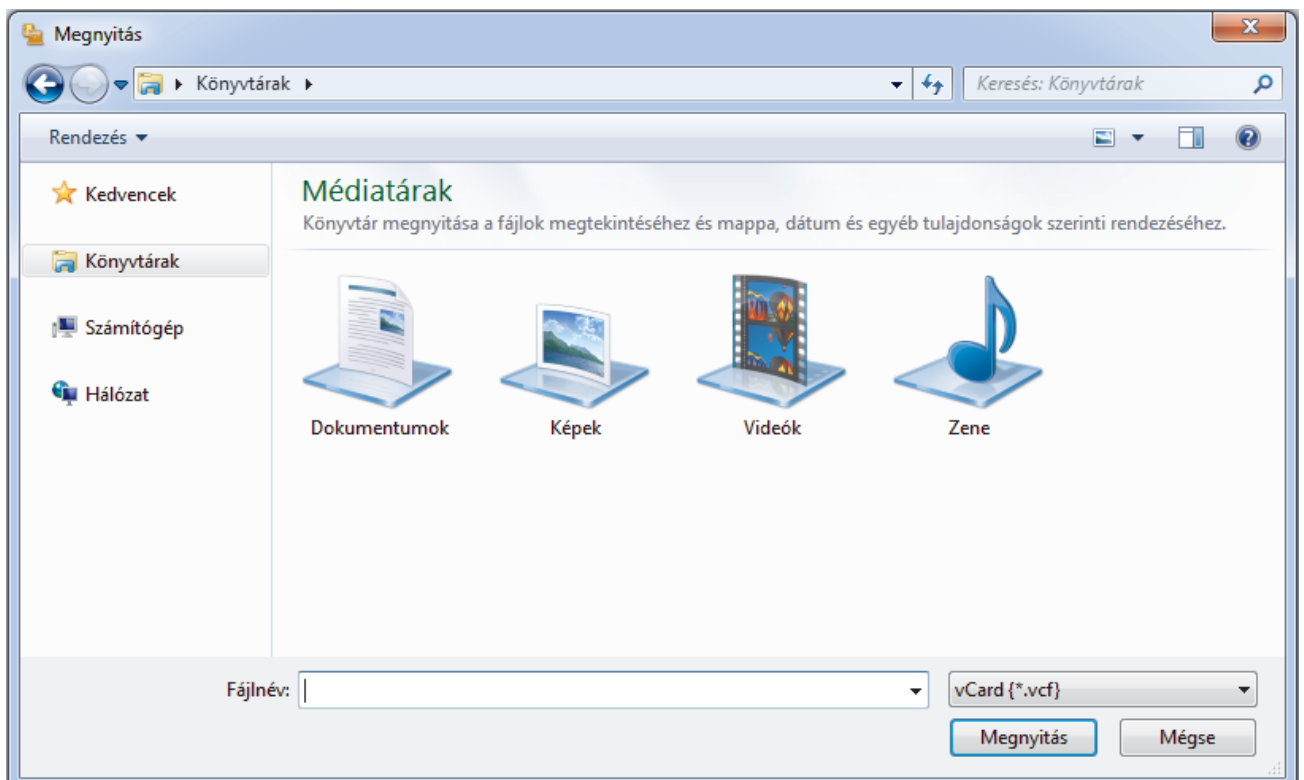 Megnyitás
Könyvtárak
Keresés: Könyvtárak
Rendezés
Kedvencek
Könyvtárak
Számítógép
Hálózat
Médiatárak
Könyvtár megnyitása a fájlok megtekintéséhez és mappa, dátum és egyéb tulajdonságok szerinti rendezéséhez.
Dokumentumok Képek Videók Zene
Fájlnév: vCard {*.vcf}
Megnyitás Mégse